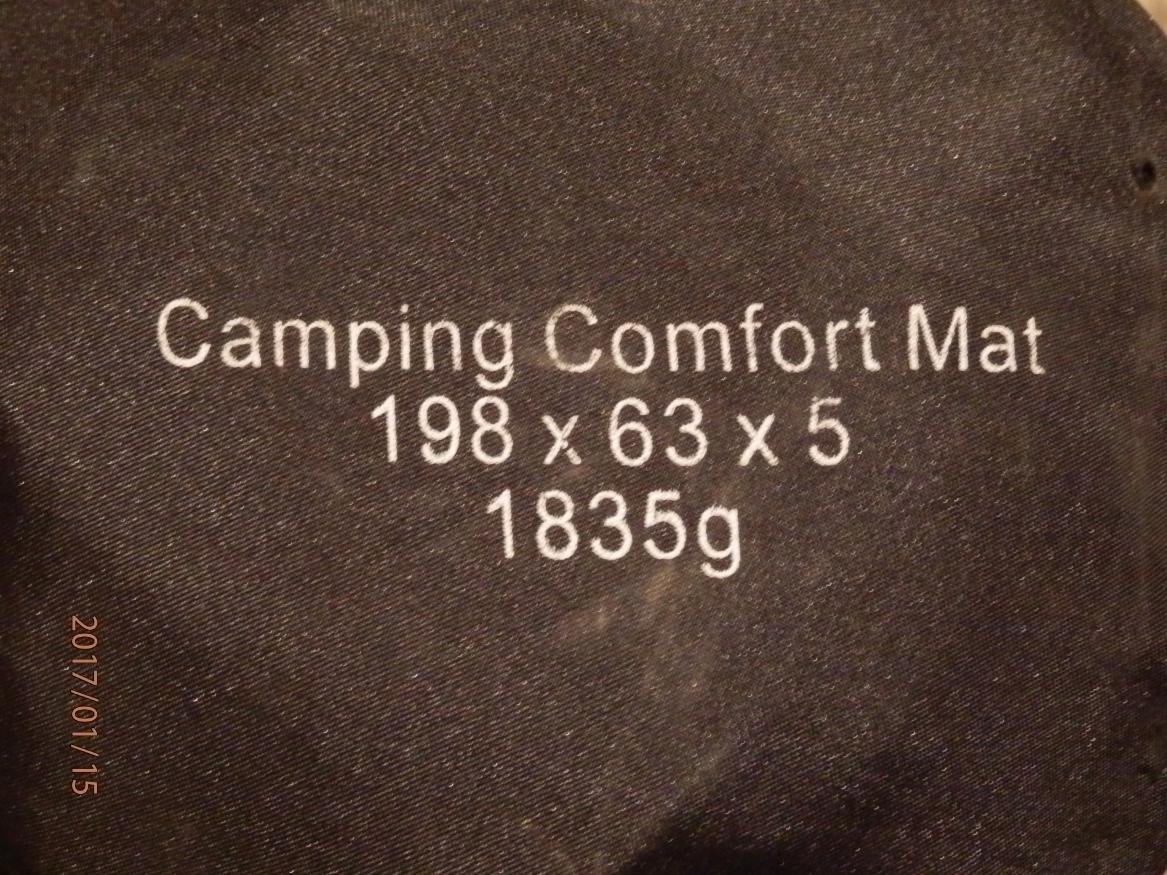 Camping Comfort Mat
198 x 63 x 5
1835g
2017/01/15